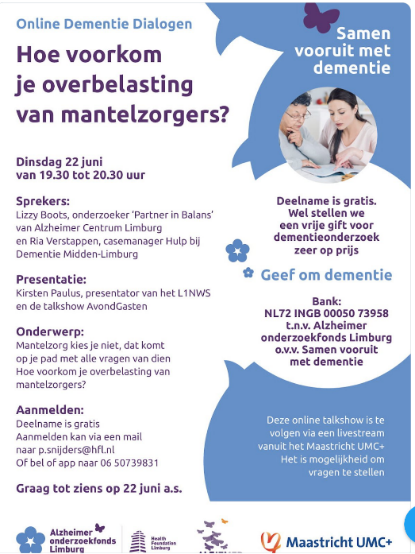 Online Dementie Dialogen
Hoe voorkom
je overbelasting
van mantelzorgers?
Dinsdag 22 juni
van 19.30 tot 20.30 uur
Sprekers:
Lizzy Boots, onderzoeker 'Partner in Balans'
van Alzheimer Centrum Limburg
en Ria Verstappen, casemanager Hulp bij
Dementie Midden-Limburg
Presentatie:
Kirsten Paulus, presentator van het L1NWS
en de talkshow AvondGasten
Onderwerp:
Mantelzorg kies je niet, dat komt
op je pad met alle vragen van dien
Hoe voorkom je overbelasting van
mantelzorgers?
Aanmelden:
Deelname is gratis
Aanmelden kan via een mail
naar p.snijders@hfl.nl
Of bel of app naar 06 50739831
Graag tot ziens op 22 juni a.s.
Samen
vooruit met
dementie
Deelname is gratis.
Wel stellen we
een vrije gift voor
dementieonderzoek
zeer op prijs
Geef om dementie
Bank:
NL72 INGB 00050 73958
t.n.v. Alzheimer
onderzoekfonds Limburg
o.v.v. Samen vooruit
met dementie
Deze online talkshow is te
volgen via een livestream
vanuit het Maastricht UMC+
Het is mogelijkheid om
vragen te stellen
Alzheimer
onderzoekfonds
Limburg
Health
Foundation
Limburg
Maastricht UMC+